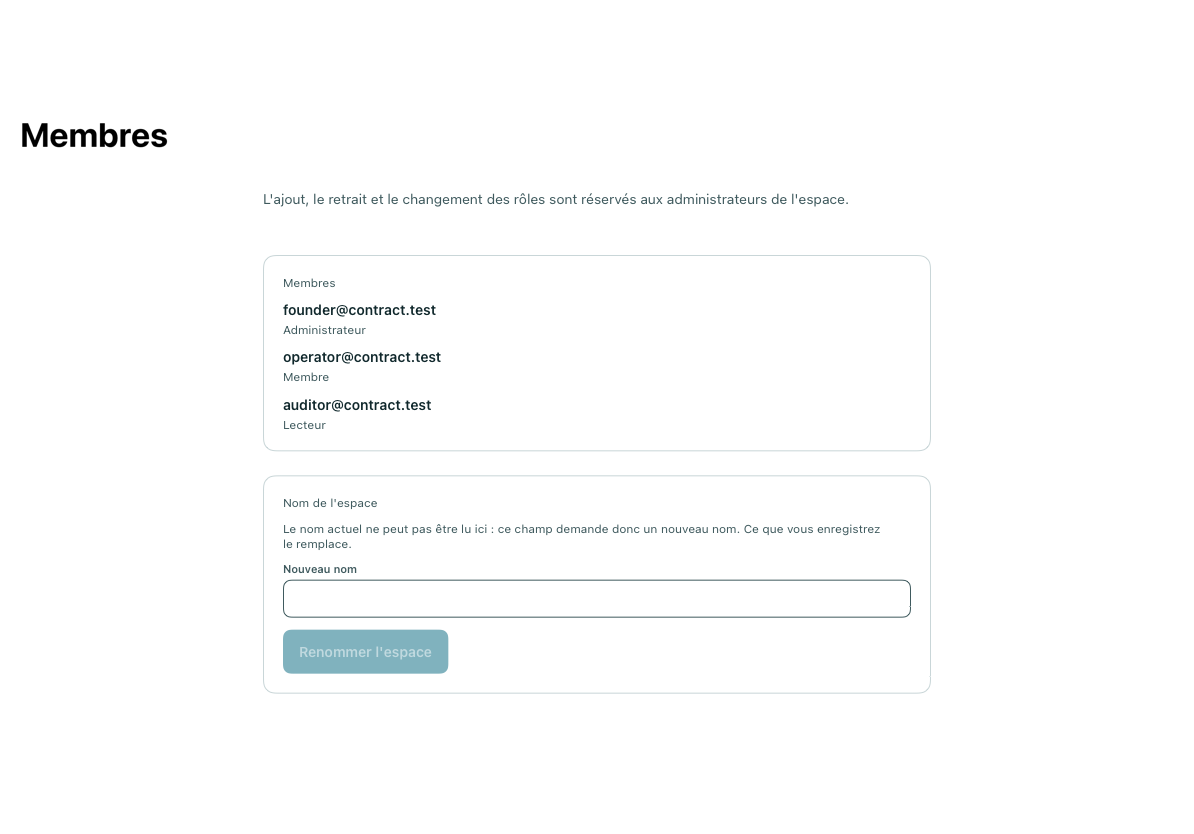 Membres
L'ajout, le retrait et le changement des rôles sont réservés aux administrateurs de l'espace.
Membres
founder@contract.test
Administrateur
operator@contract.test
Membre
auditor@contract.test
Lecteur
Nom de l'espace
Le nom actuel ne peut pas être lu ici : ce champ demande donc un nouveau nom. Ce que vous enregistrez
le remplace.
Nouveau nom
Renommer l'espace